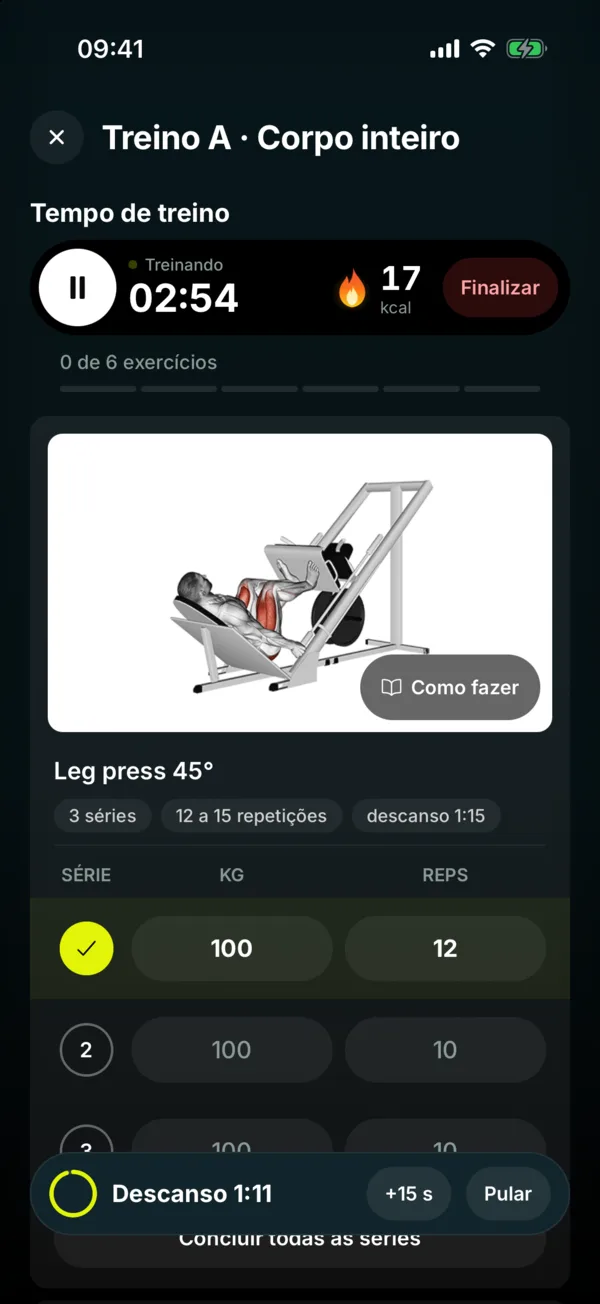 09:41
Treino A · Corpo inteiro
Tempo de treino
Treinando
02:54
17
kcal
Finalizar
0 de 6 exercícios
Como fazer
Leg press 45°
3 séries
12 a 15 repetições
descanso 1:15
SÉRIE KG REPS
100 12
2 100 10
3 100 10
Descanso 1:11
+15 s
Pular
Concluir todas as séries